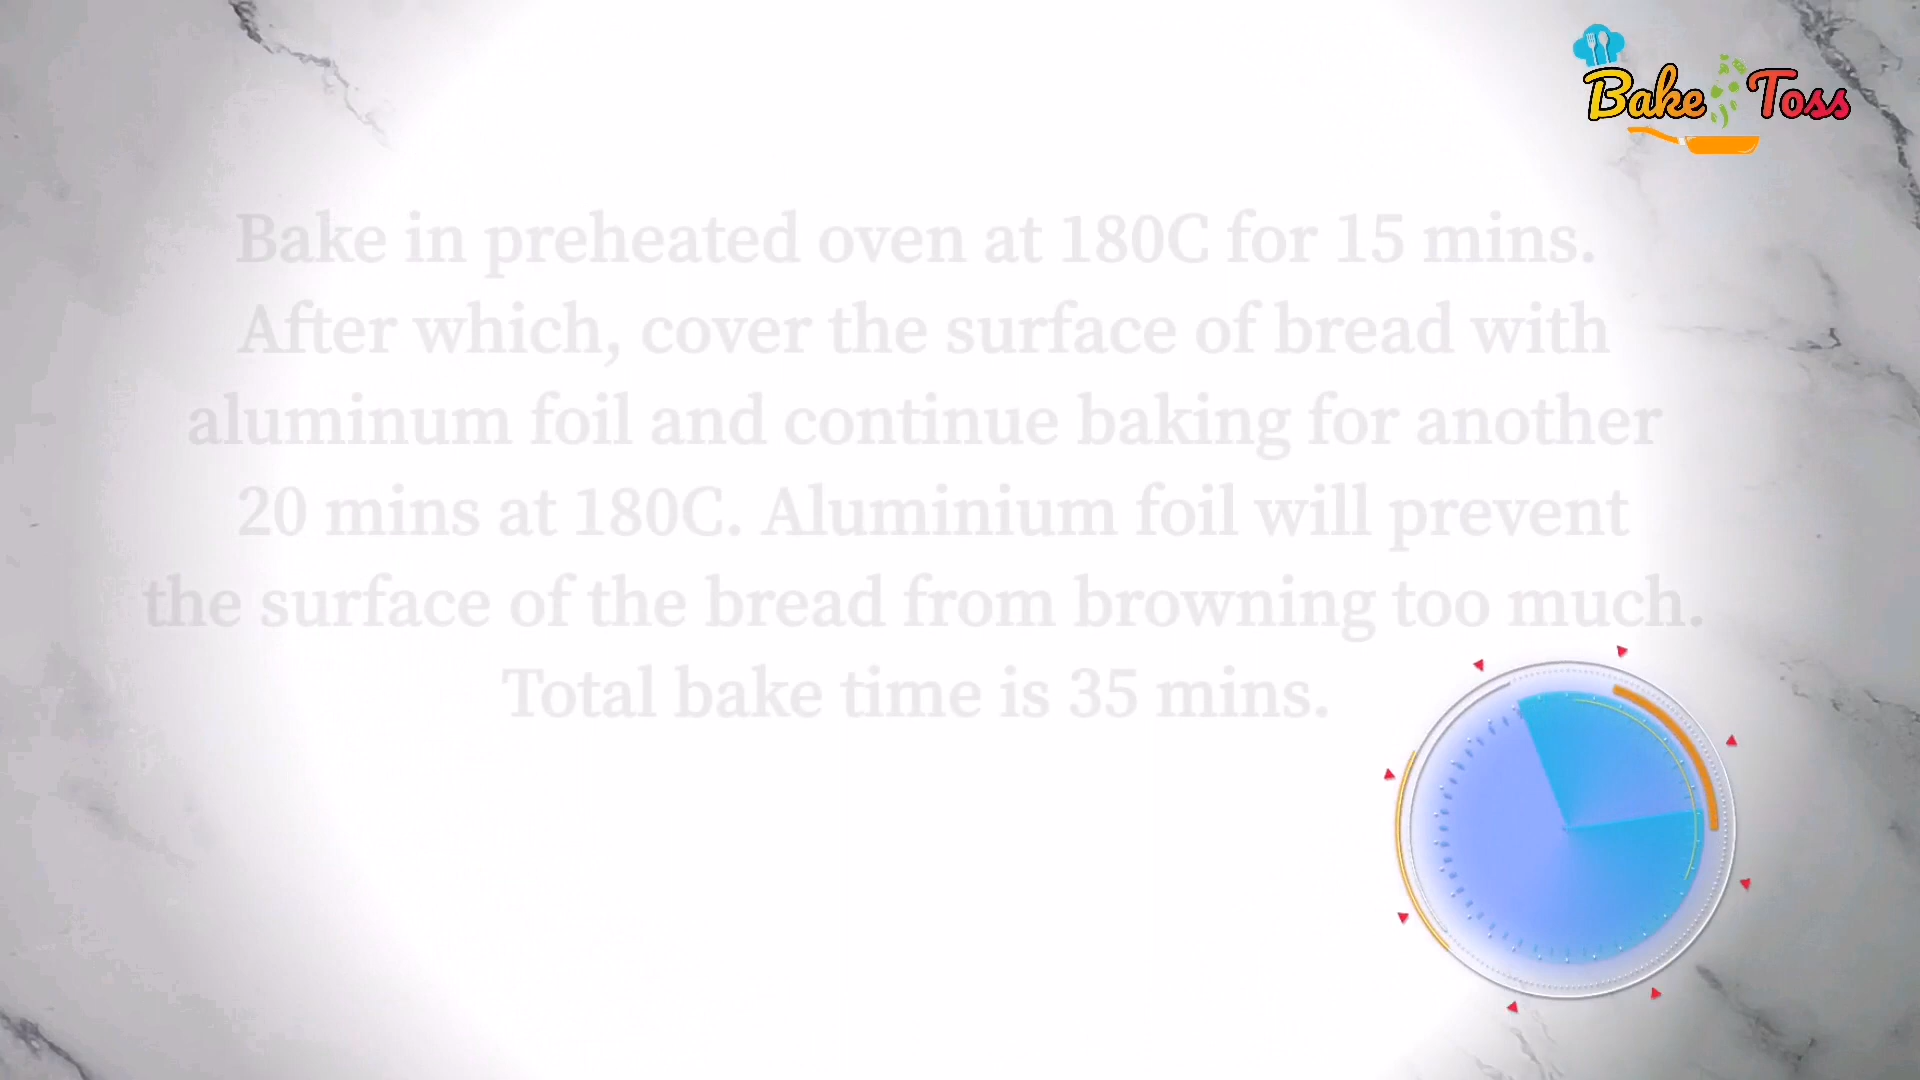 Bake Toss
Bake in preheated oven at 180C for 15 mins.
After which, cover the surface of bread with
aluminum foil and continue baking for another
20 mins at 180C. Aluminium foil will prevent
the surface of the bread from browning too much.
Total bake time is 35 mins.